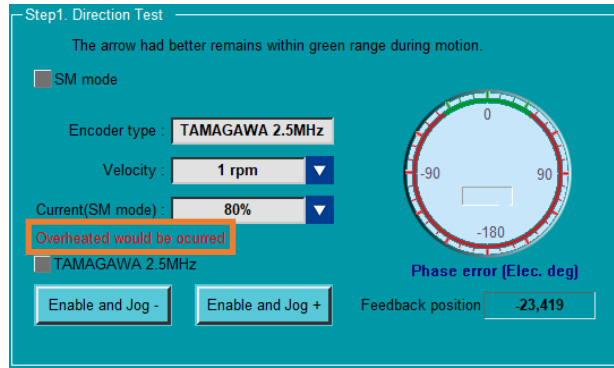 Step1. Direction Test
The arrow had better remains within green range during motion.
SM mode
Encoder type : TAMAGAWA 2.5MHz
Velocity : 1 rpm
Current(SM mode) : 80%
Overheated would be ocurred
TAMAGAWA 2.5MHz
Enable and Jog - Enable and Jog +
0
-90 90
-180
Phase error (Elec. deg)
Feedback position -23,419